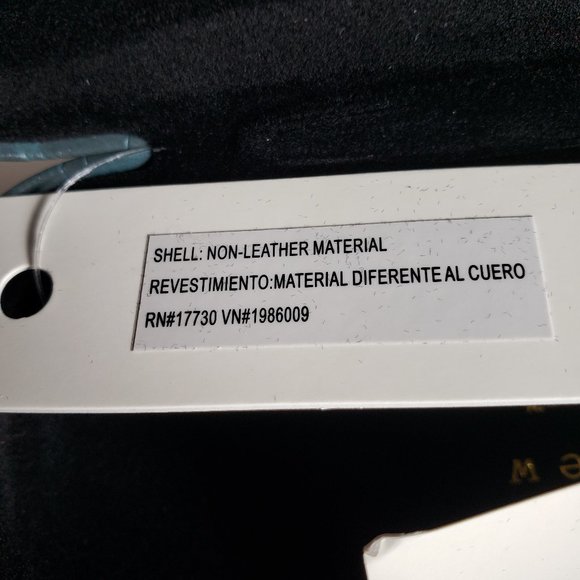 SHELL: NON-LEATHER MATERIAL
REVESTIMIENTO:MATERIAL DIFERENTE AL CUERO
RN#17730 VN#1986009
e w